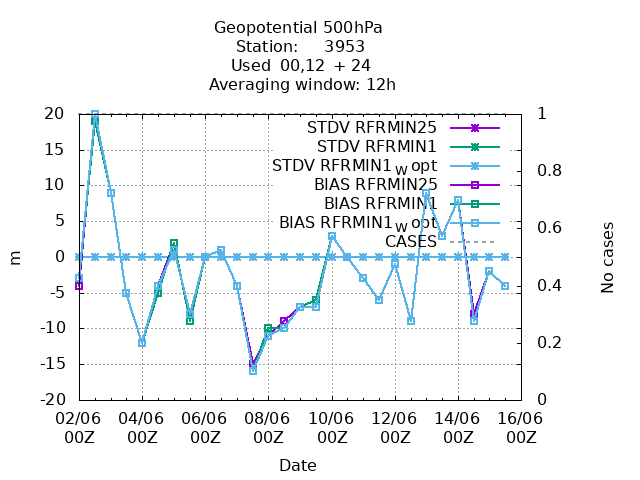 Geopotential 500hPa
Station: 3953
Used 00,12 + 24
Averaging window: 12h
20
15
10
5
0
-5
-10
-15
-20
m
1
0.8
0.6
0.4
0.2
0
No cases
STDV RFRMIN25
STDV RFRMIN1
STDV RFRMIN1_W opt
BIAS RFRMIN25
BIAS RFRMIN1
BIAS RFRMIN1_W opt
CASES
02/06 04/06 06/06 08/06 10/06 12/06 14/06 16/06
00Z 00Z 00Z 00Z 00Z 00Z 00Z 00Z
Date